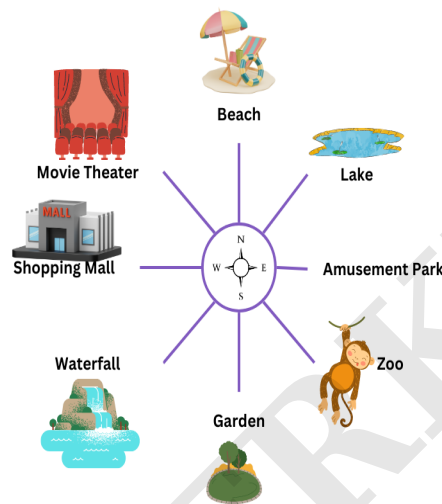 Beach
Movie Theater
Lake
MALL
Shopping Mall
N
W E
S
Amusement Park
Waterfall
Zoo
Garden